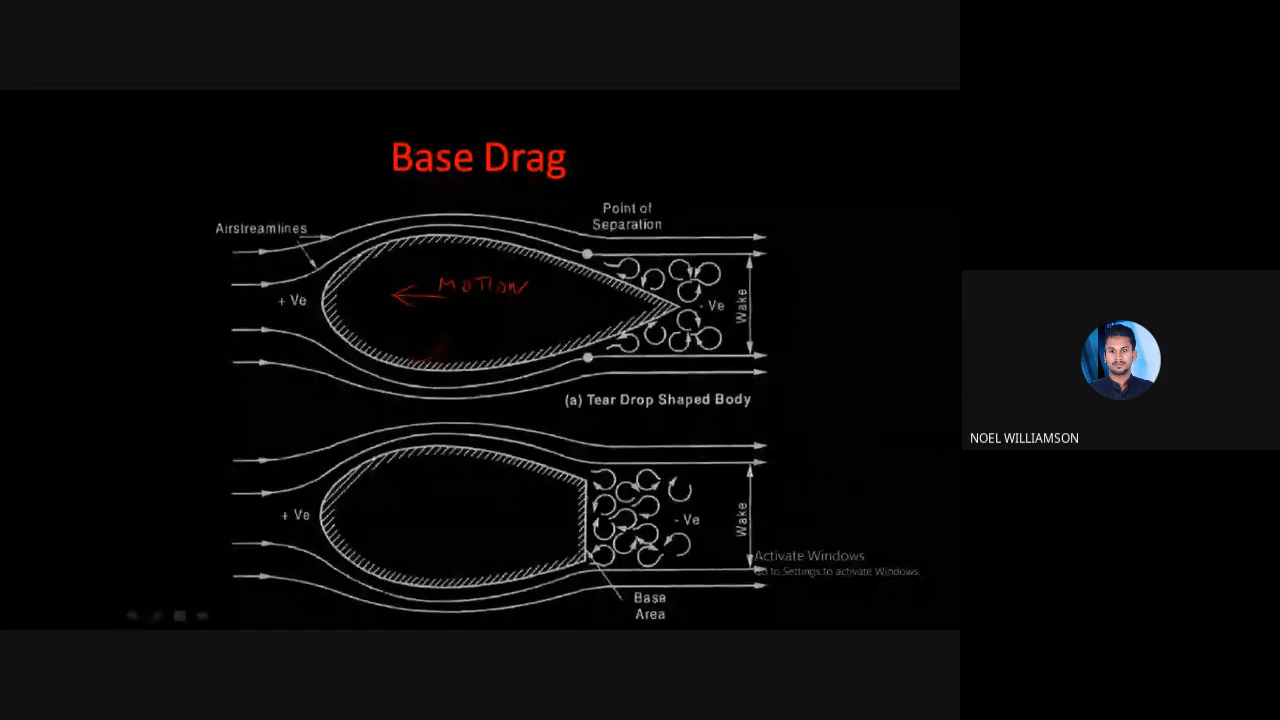 Base Drag
Point of
Separation
Airstreamlines
MOTION
+ Ve
- Ve
Wake
(a) Tear Drop Shaped Body
+ Ve
- Ve
Wake
Base
Area
Activate Windows
Go to Settings to activate Windows.
NOEL WILLIAMSON